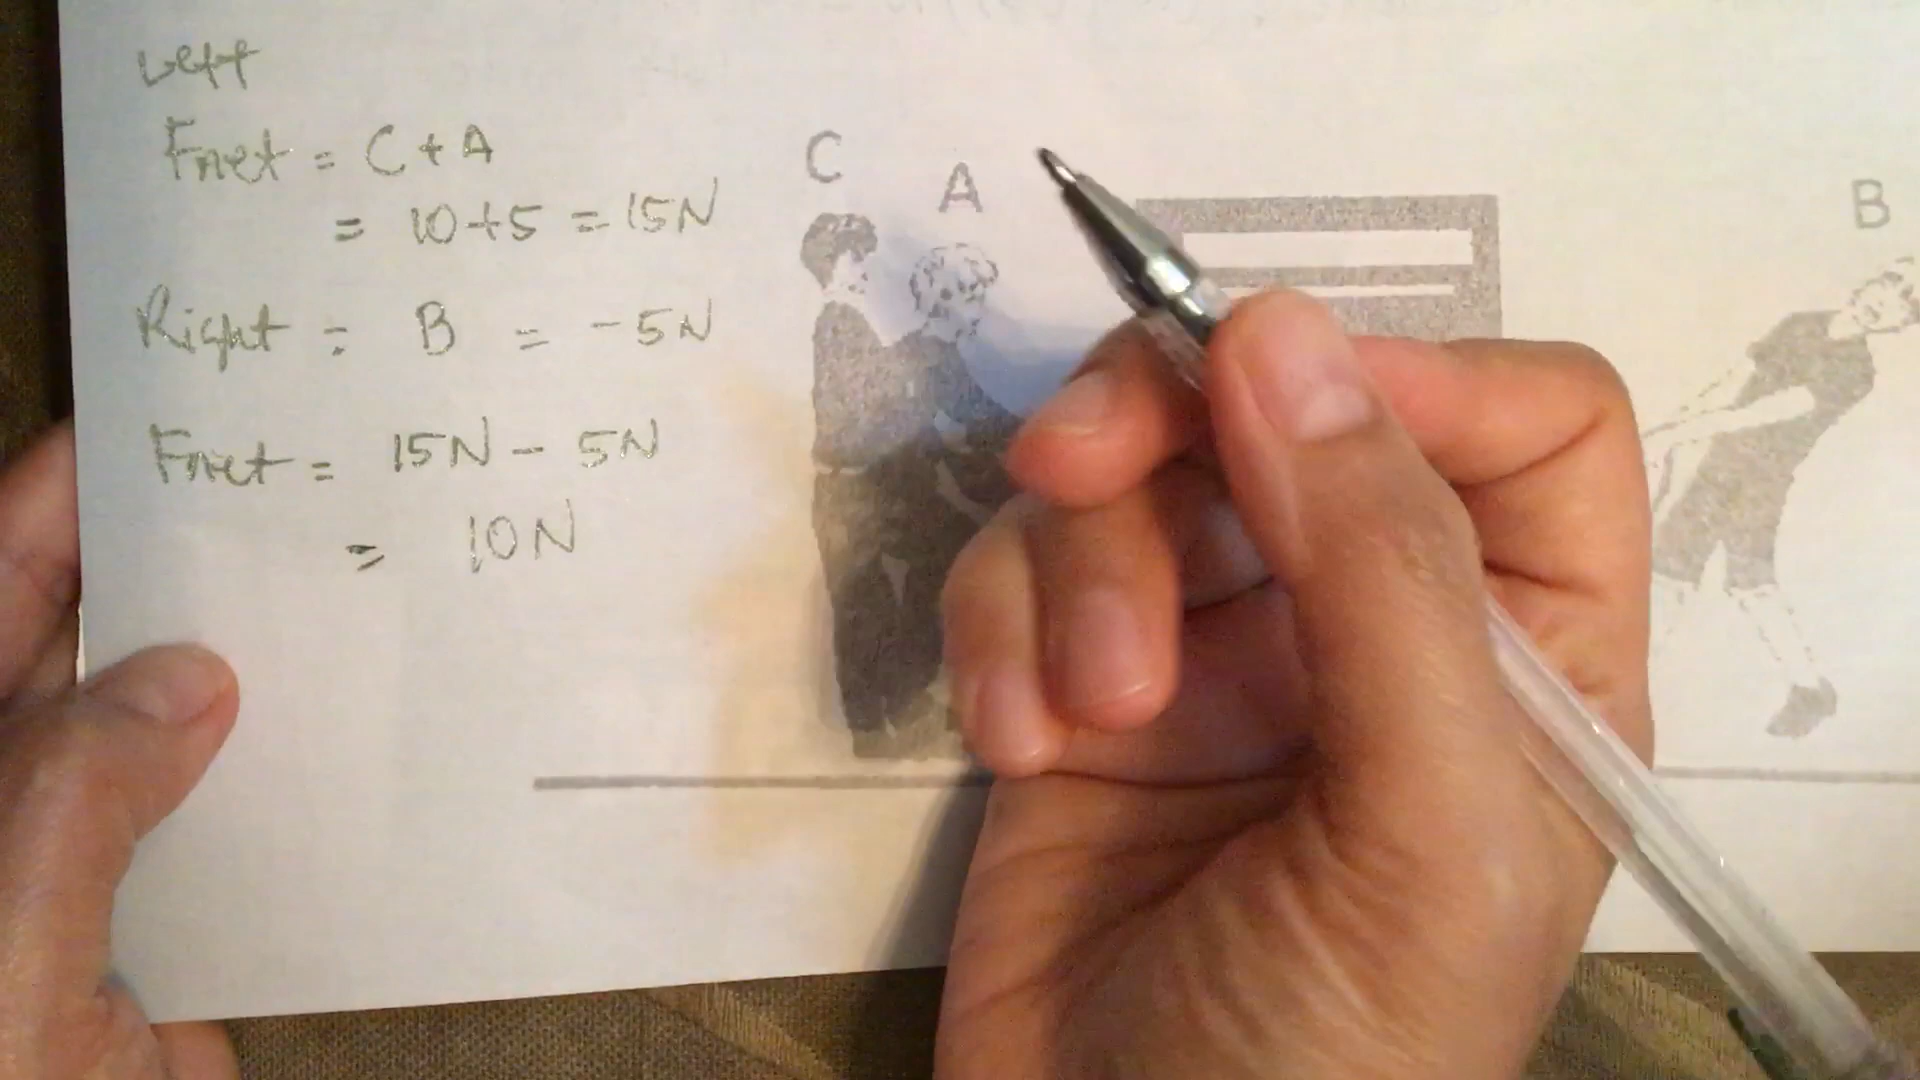 Left
Fnet = C + A
= 10+5 = 15N
Right = B = -5N
Fnet = 15N - 5N
= 10N
C
A
B